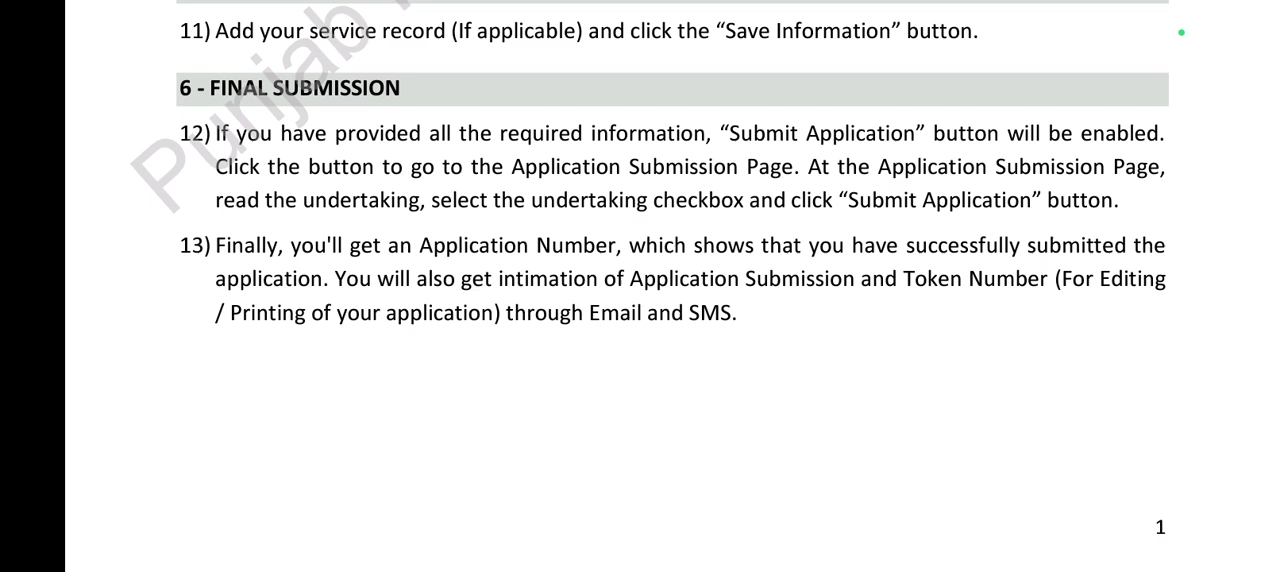 11) Add your service record (If applicable) and click the “Save Information” button.
6 - FINAL SUBMISSION
12) If you have provided all the required information, “Submit Application” button will be enabled.
Click the button to go to the Application Submission Page. At the Application Submission Page,
read the undertaking, select the undertaking checkbox and click “Submit Application” button.
13) Finally, you'll get an Application Number, which shows that you have successfully submitted the
application. You will also get intimation of Application Submission and Token Number (For Editing
/ Printing of your application) through Email and SMS.
Punjab
1